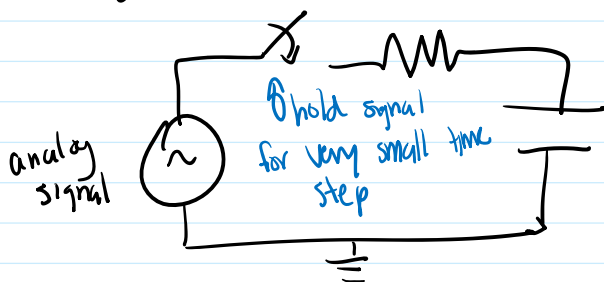 hold signal
for very small time
step
analog
signal